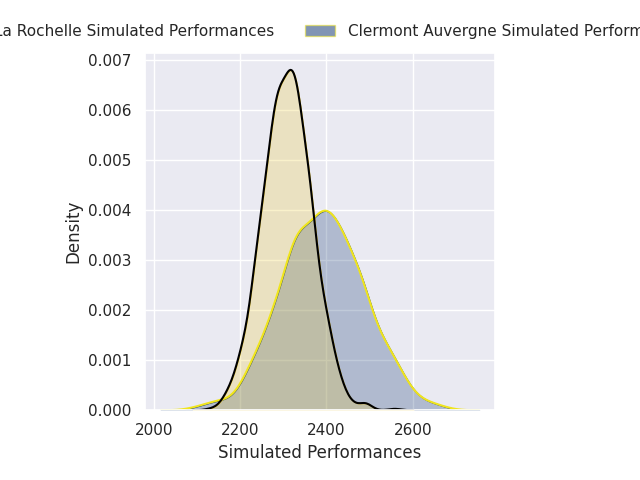 La Rochelle Simulated Performances Clermont Auvergne Simulated Perform
0.007
0.006
0.005
0.004
0.003
0.002
0.001
0.000
Density
2000 2200 2400 2600
Simulated Performances